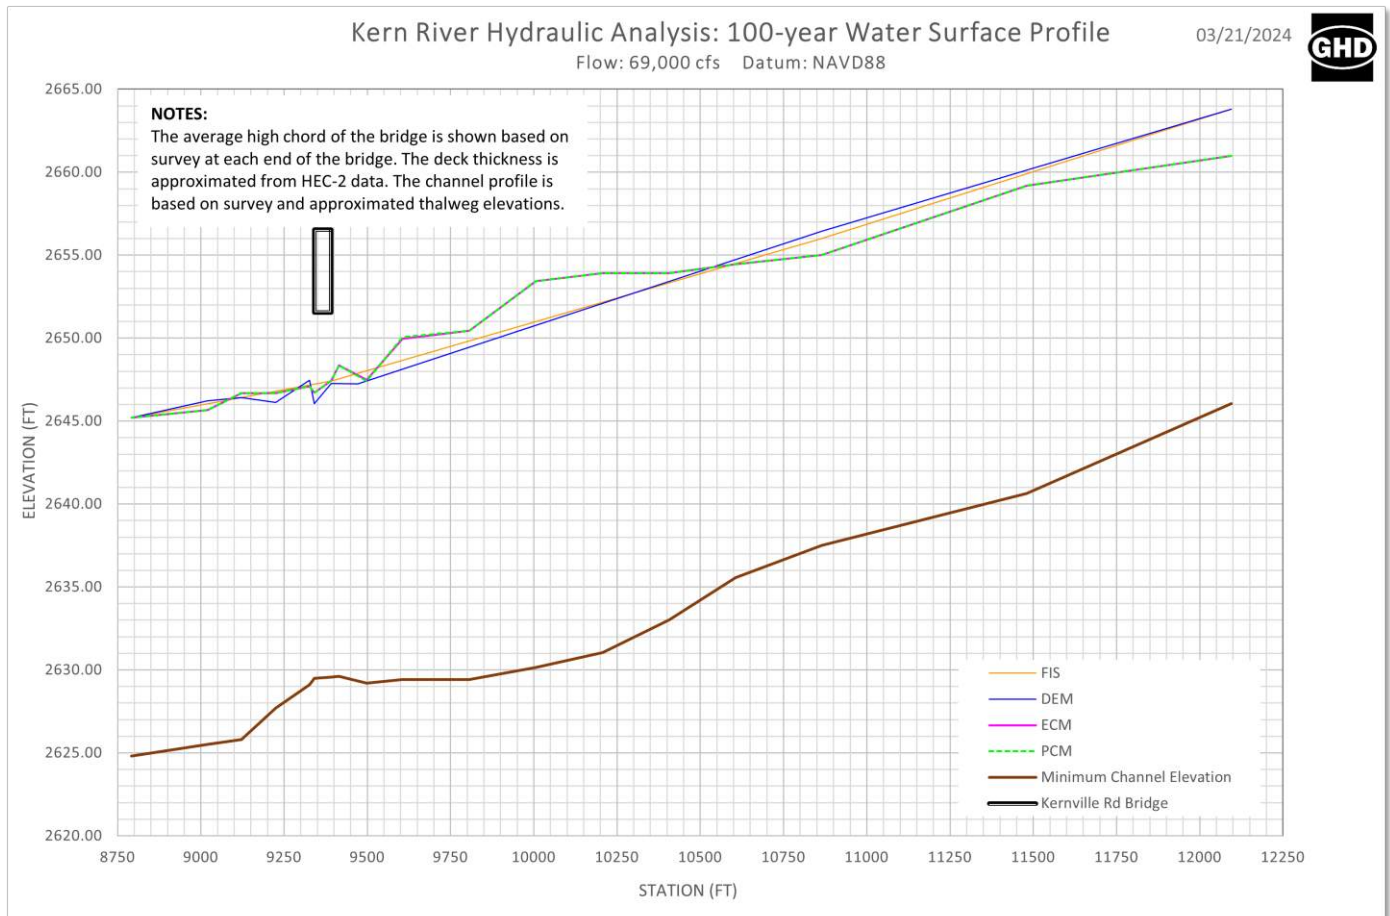 Kern River Hydraulic Analysis: 100-year Water Surface Profile
03/21/2024
GHD
Flow: 69,000 cfs Datum: NAVD88
2665.00
NOTES:
The average high chord of the bridge is shown based on
survey at each end of the bridge. The deck thickness is
approximated from HEC-2 data. The channel profile is
based on survey and approximated thalweg elevations.
2660.00
2655.00
2650.00
2645.00
2640.00
2635.00
2630.00
2625.00
2620.00
ELEVATION (FT)
FIS
DEM
ECM
PCM
Minimum Channel Elevation
Kernville Rd Bridge
8750 9000 9250 9500 9750 10000 10250 10500 10750 11000 11250 11500 11750 12000 12250
STATION (FT)